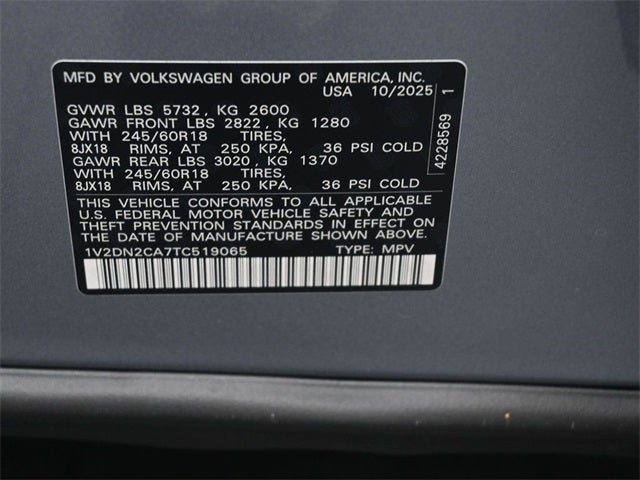 MFD BY VOLKSWAGEN GROUP OF AMERICA, INC.
USA 10/2025
GVWR LBS 5732 , KG 2600
GAWR FRONT LBS 2822 , KG 1280
WITH 245/60R18 TIRES,
8JX18 RIMS, AT 250 KPA, 36 PSI COLD
GAWR REAR LBS 3020 , KG 1370
WITH 245/60R18 TIRES,
8JX18 RIMS, AT 250 KPA, 36 PSI COLD
THIS VEHICLE CONFORMS TO ALL APPLICABLE
U.S. FEDERAL MOTOR VEHICLE SAFETY AND
THEFT PREVENTION STANDARDS IN EFFECT ON
THE DATE OF MANUFACTURE SHOWN ABOVE.
1V2DN2CA7TC519065 TYPE: MPV
4228569 1